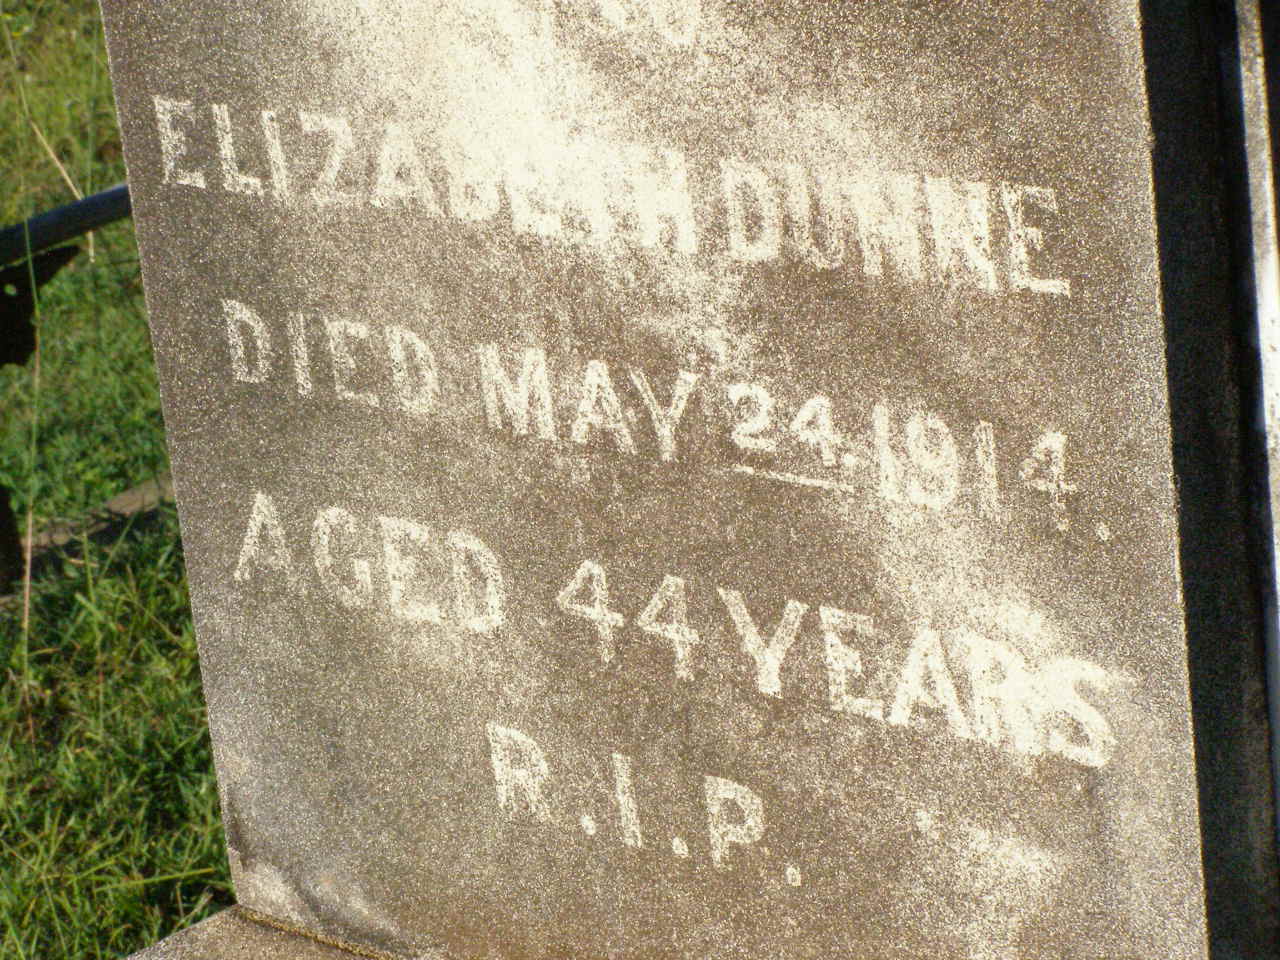 ELIZABETH DUNNE
DIED MAY 24. 1914.
AGED 44 YEARS
R.I.P.